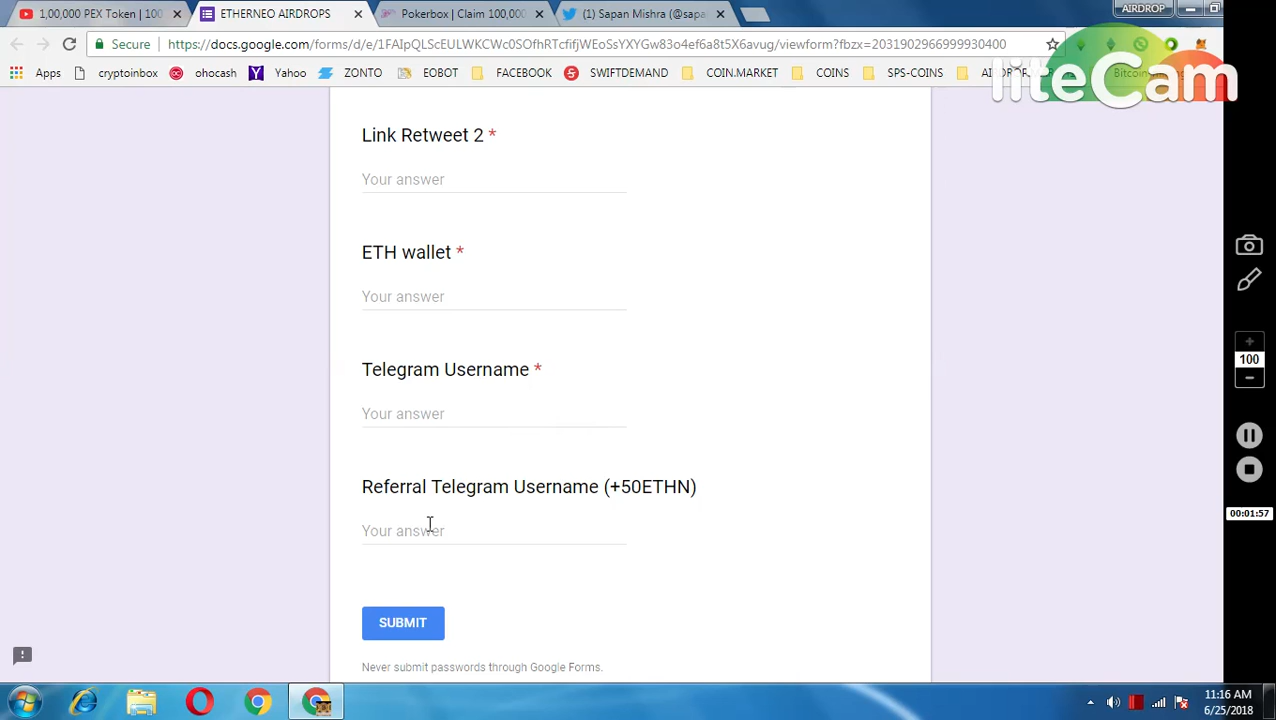 1,00,000 PEX Token | 100
ETHERNEO AIRDROPS
Pokerbox | Claim 100,000
(1) Sapan Mishra (@sapa
AIRDROP
Secure
https://docs.google.com/forms/d/e/1FAIpQLScEULWKCWc0SOfhRTcfifjWEoSsYXYGw83o4ef6a8t5X6avug/viewform?fbzx=2031902966999930400
Apps
cryptoinbox
ohocash
Yahoo
ZONTO
EOBOT
FACEBOOK
SWIFTDEMAND
COIN.MARKET
COINS
SPS-COINS
liteCam
Link Retweet 2 *
Your answer
ETH wallet *
Your answer
Telegram Username *
Your answer
Referral Telegram Username (+50ETHN)
Your answer
SUBMIT
Never submit passwords through Google Forms.
100
00:01:57
11:16 AM
6/25/2018